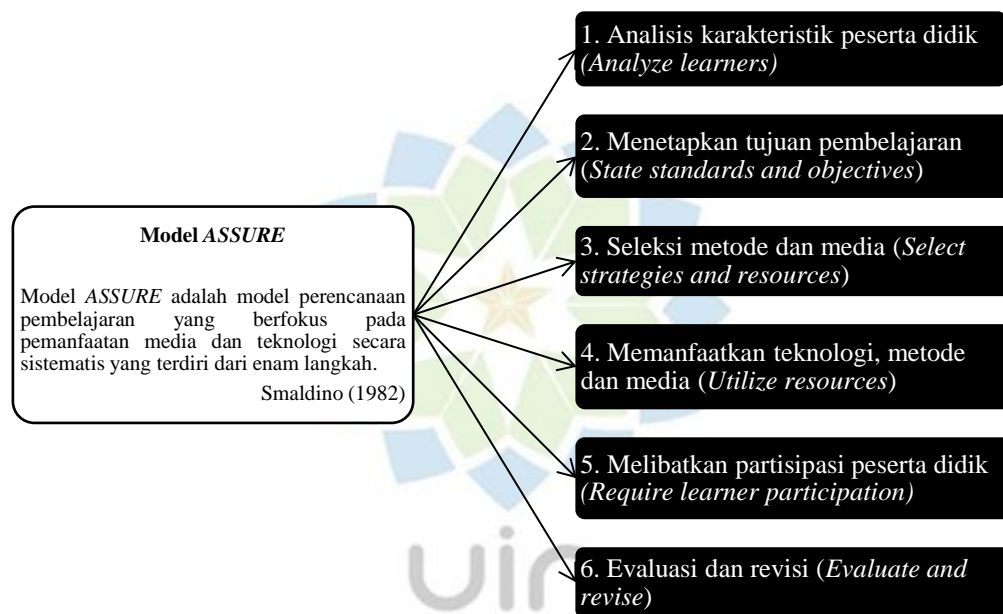 Model ASSURE
Model ASSURE adalah model perencanaan
pembelajaran yang berfokus pada
pemanfaatan media dan teknologi secara
sistematis yang terdiri dari enam langkah.
Smaldino (1982)
1. Analisis karakteristik peserta didik
(Analyze learners)
2. Menetapkan tujuan pembelajaran
(State standards and objectives)
3. Seleksi metode dan media (Select
strategies and resources)
4. Memanfaatkan teknologi, metode
dan media (Utilize resources)
5. Melibatkan partisipasi peserta didik
(Require learner participation)
6. Evaluasi dan revisi (Evaluate and
revise)